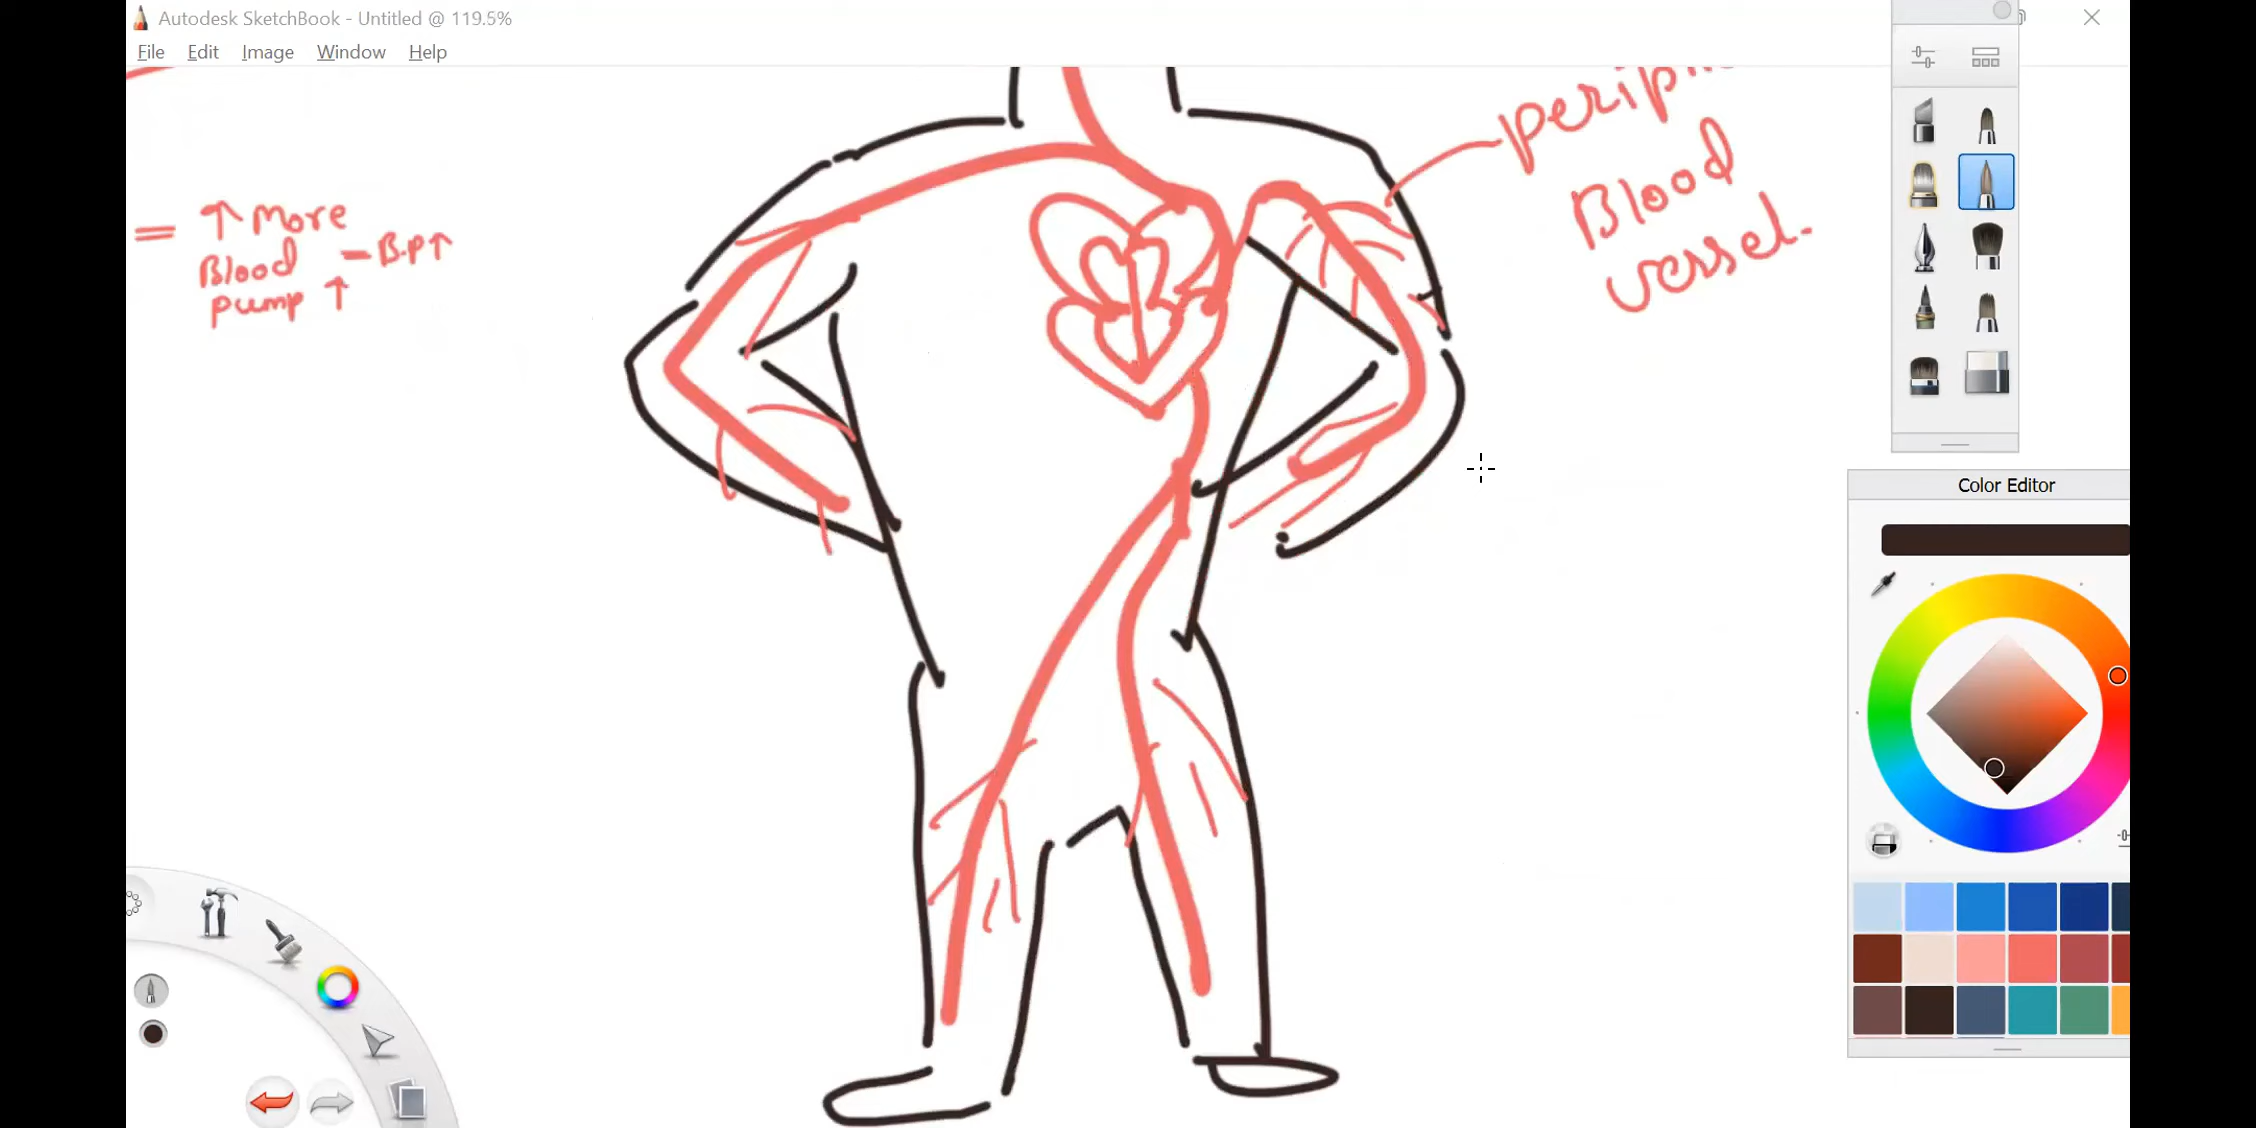 Autodesk SketchBook - Untitled @ 119.5%
File Edit Image Window Help
= ↑ More
Blood - B.P↑
pump ↑
Blood
vessel.
Color Editor